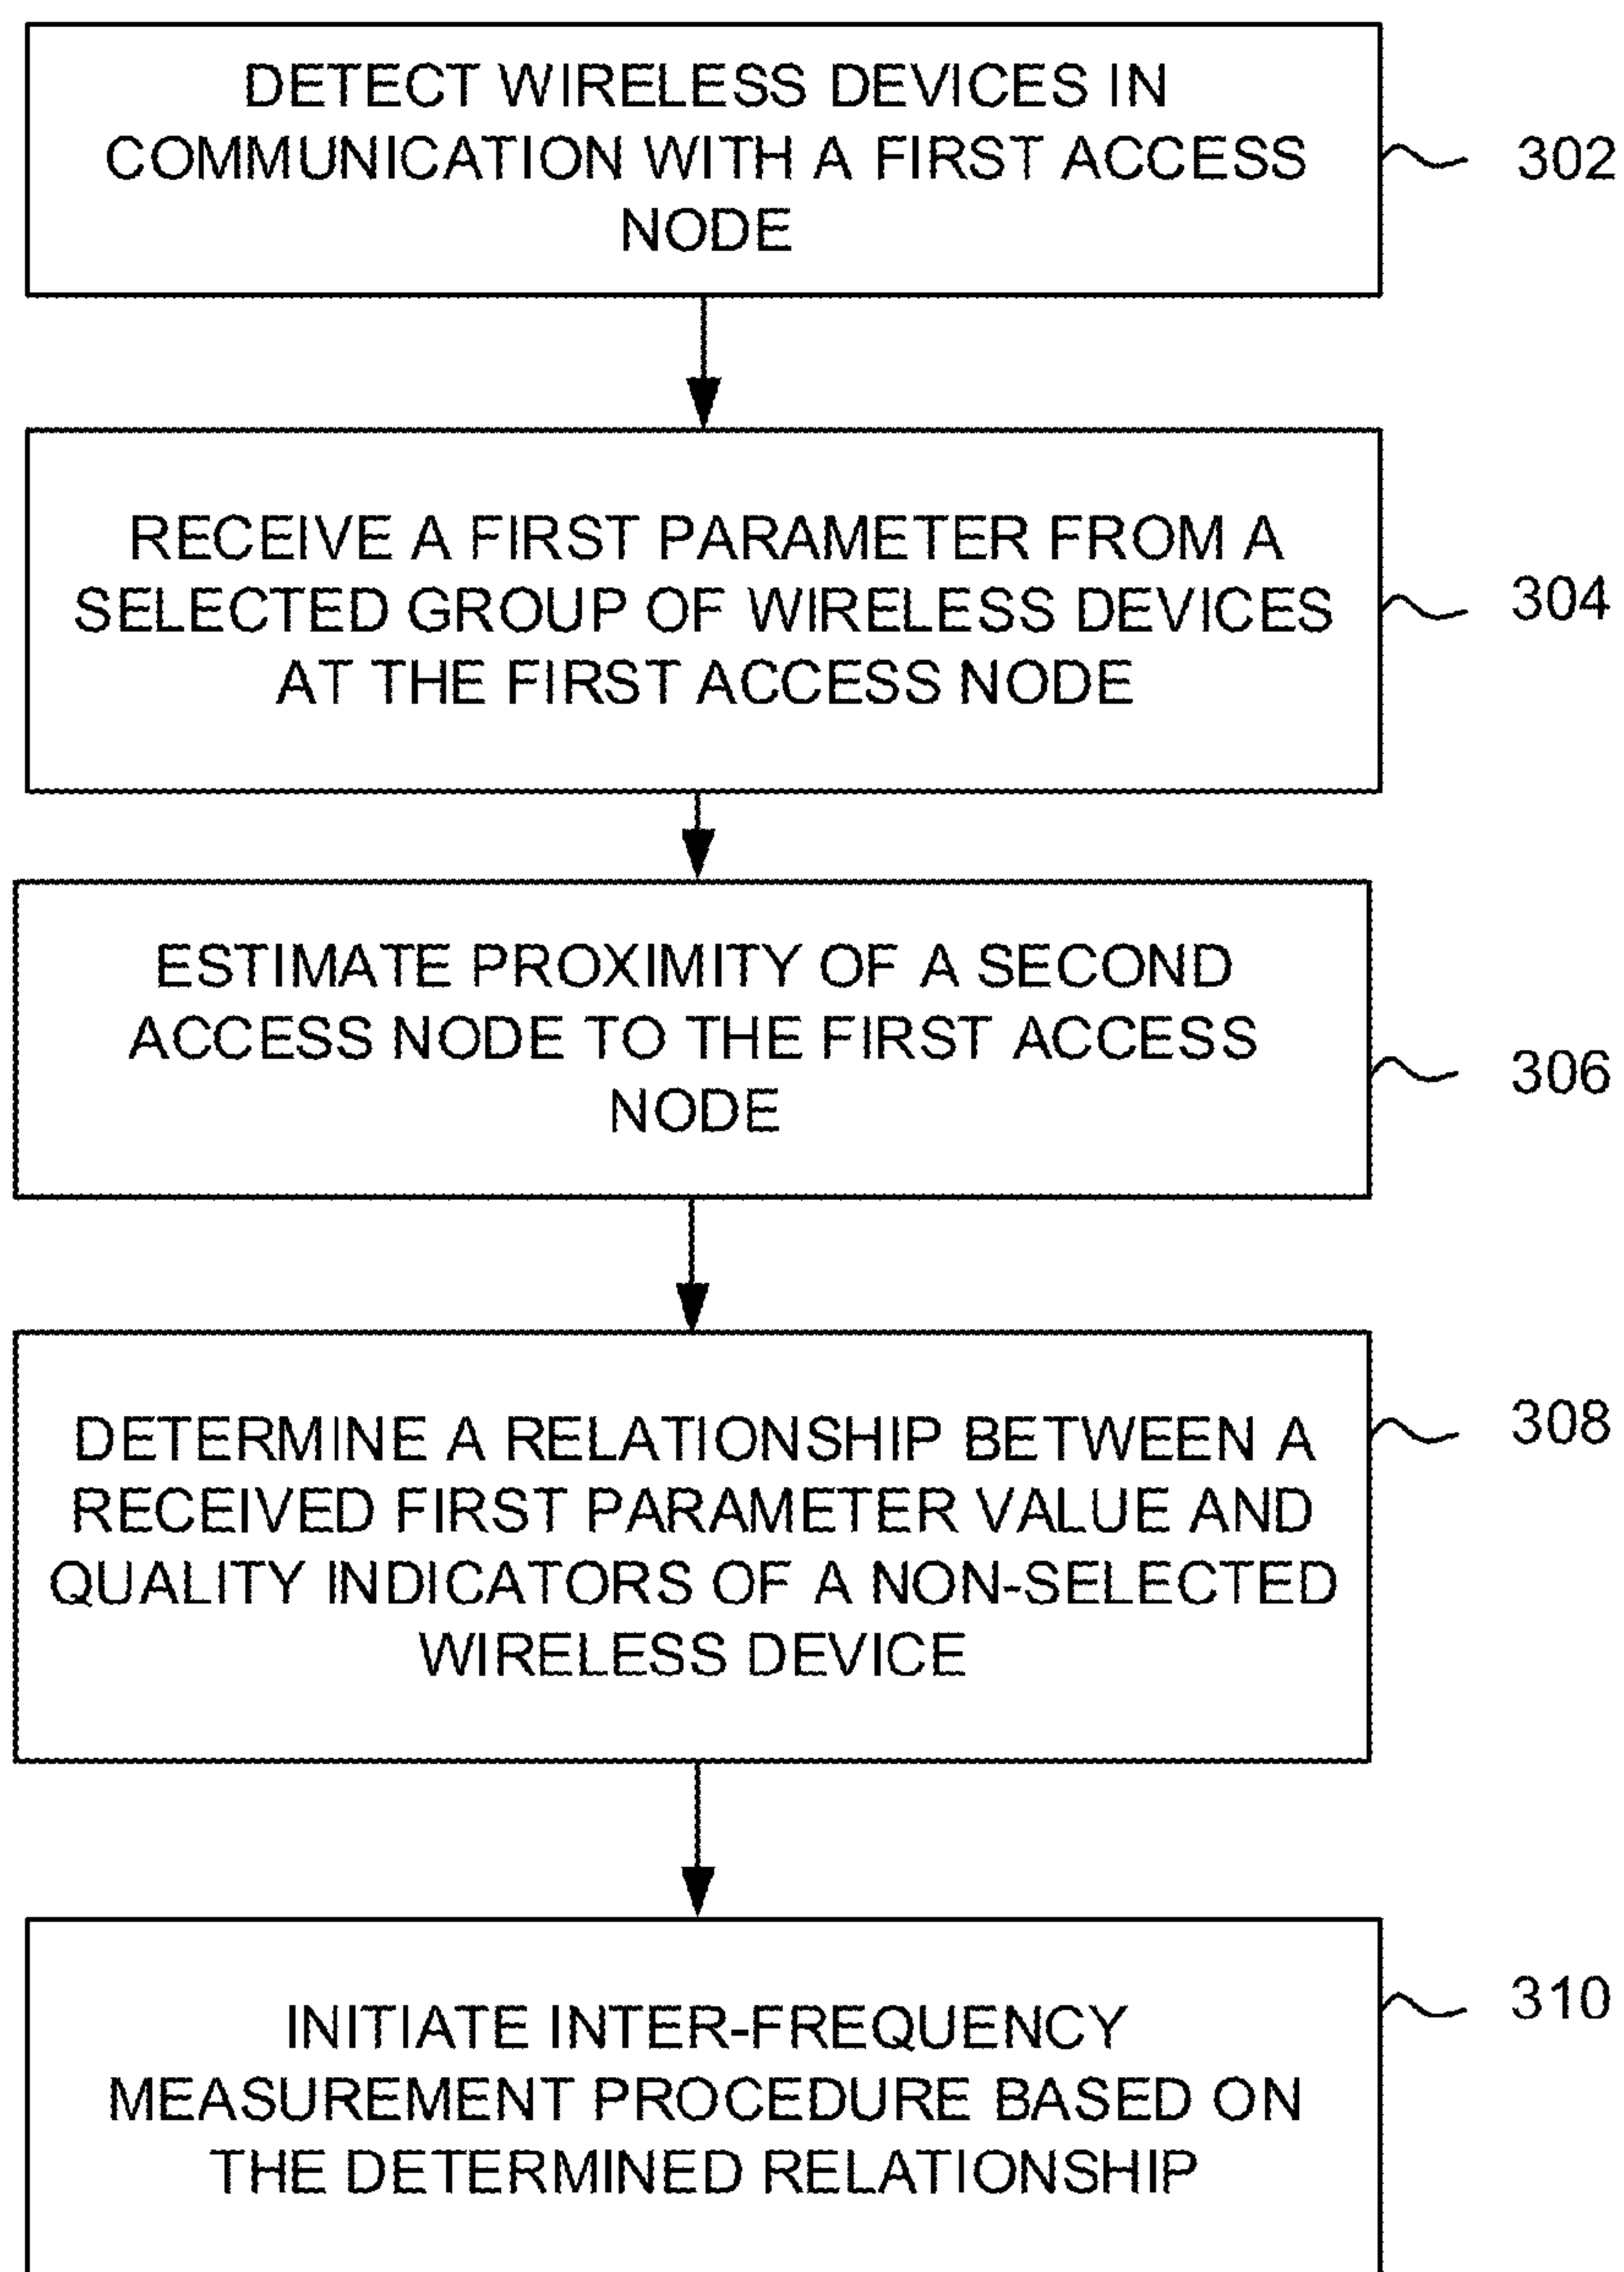 DETECT WIRELESS DEVICES IN
COMMUNICATION WITH A FIRST ACCESS
NODE
302
RECEIVE A FIRST PARAMETER FROM A
SELECTED GROUP OF WIRELESS DEVICES
AT THE FIRST ACCESS NODE
304
ESTIMATE PROXIMITY OF A SECOND
ACCESS NODE TO THE FIRST ACCESS
NODE
306
DETERMINE A RELATIONSHIP BETWEEN A
RECEIVED FIRST PARAMETER VALUE AND
QUALITY INDICATORS OF A NON-SELECTED
WIRELESS DEVICE
308
INITIATE INTER-FREQUENCY
MEASUREMENT PROCEDURE BASED ON
THE DETERMINED RELATIONSHIP
310